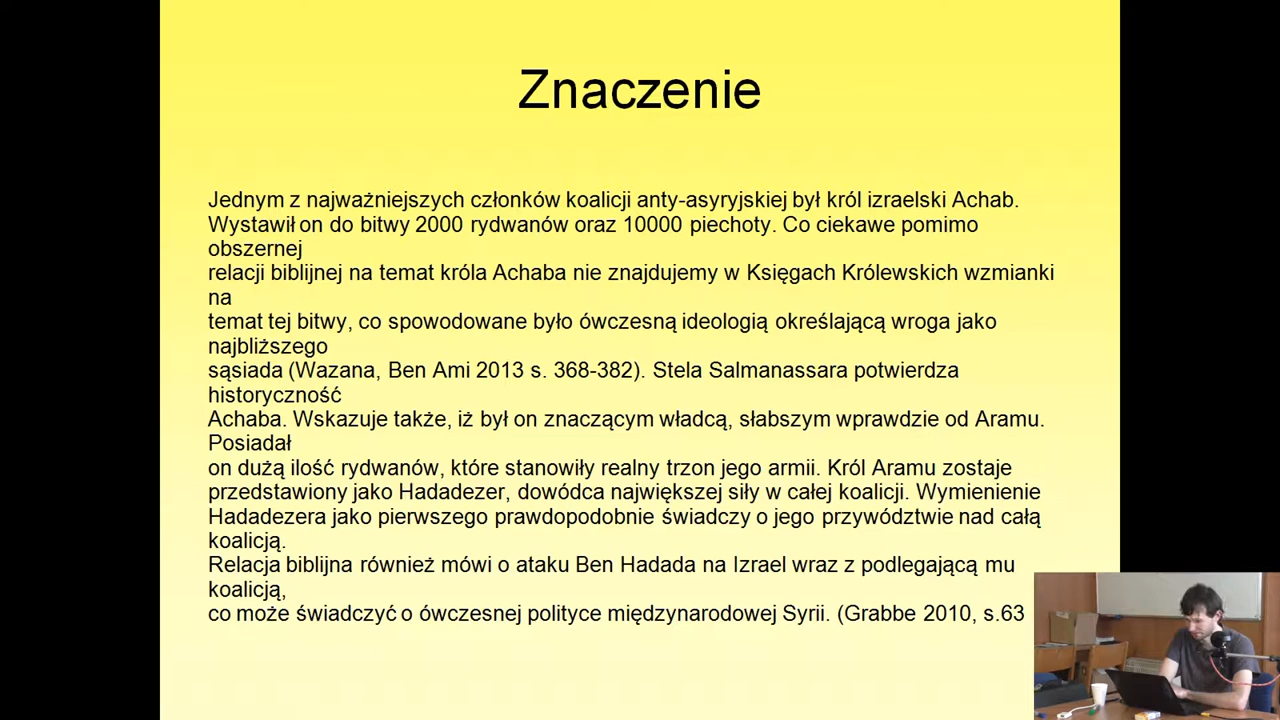 Znaczenie
Jednym z najważniejszych członków koalicji anty-asyryjskiej był król izraelski Achab.
Wystawił on do bitwy 2000 rydwanów oraz 10000 piechoty. Co ciekawe pomimo
obszernej
relacji biblijnej na temat króla Achaba nie znajdujemy w Księgach Królewskich wzmianki
na
temat tej bitwy, co spowodowane było ówczesną ideologią określającą wroga jako
najbliższego
sąsiada (Wazana, Ben Ami 2013 s. 368-382). Stela Salmanassara potwierdza
historyczność
Achaba. Wskazuje także, iż był on znaczącym władcą, słabszym wprawdzie od Aramu.
Posiadał
on dużą ilość rydwanów, które stanowiły realny trzon jego armii. Król Aramu zostaje
przedstawiony jako Hadadezer, dowódca największej siły w całej koalicji. Wymienienie
Hadadezera jako pierwszego prawdopodobnie świadczy o jego przywództwie nad całą
koalicją.
Relacja biblijna również mówi o ataku Ben Hadada na Izrael wraz z podlegającą mu
koalicją,
co może świadczyć o ówczesnej polityce międzynarodowej Syrii. (Grabbe 2010, s.63